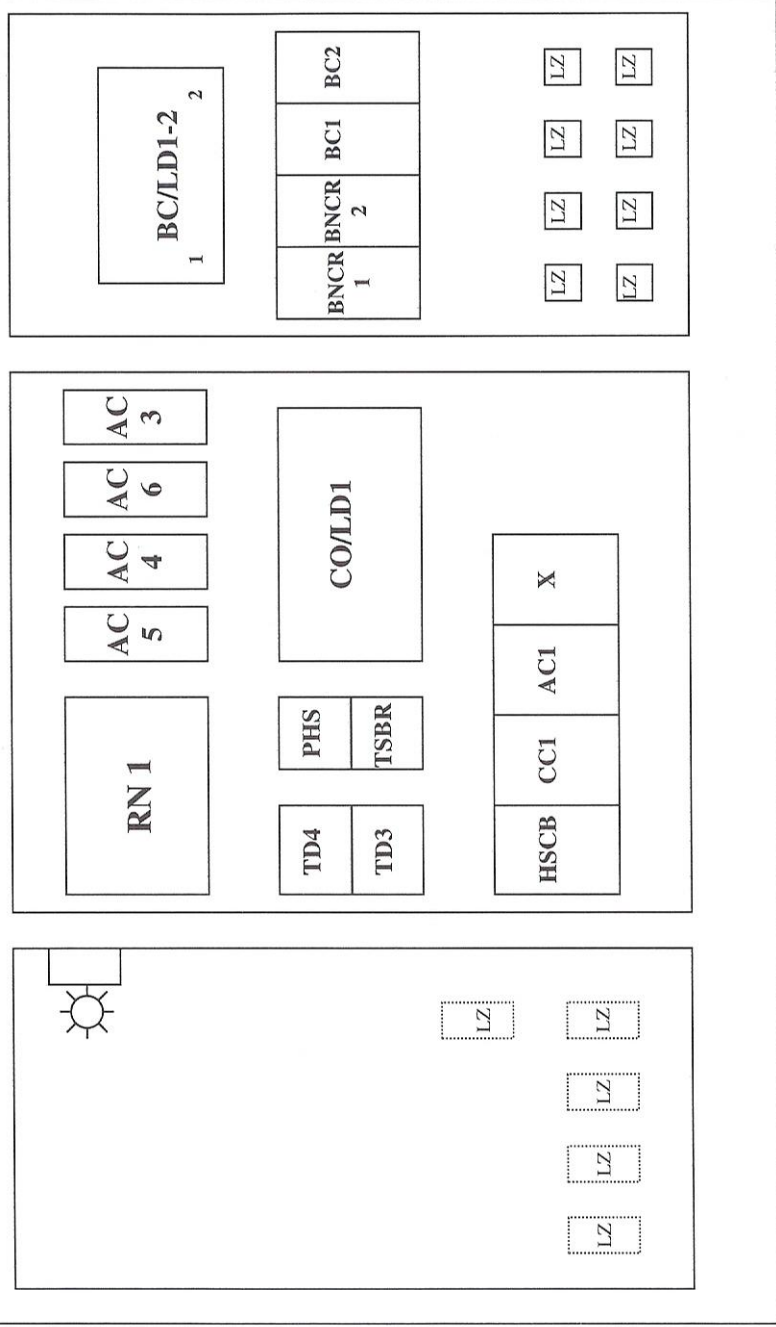 LZ
LZ LZ LZ LZ
RN 1
AC 5
AC 4
AC 6
AC 3
TD4 PHS
CO/LD1
TD3 TSBR
HSCB CC1 AC1 X
BC/LD1-2
1 2
BNCR BNCR BC1 BC2
1 2
LZ LZ LZ LZ
LZ LZ LZ LZ